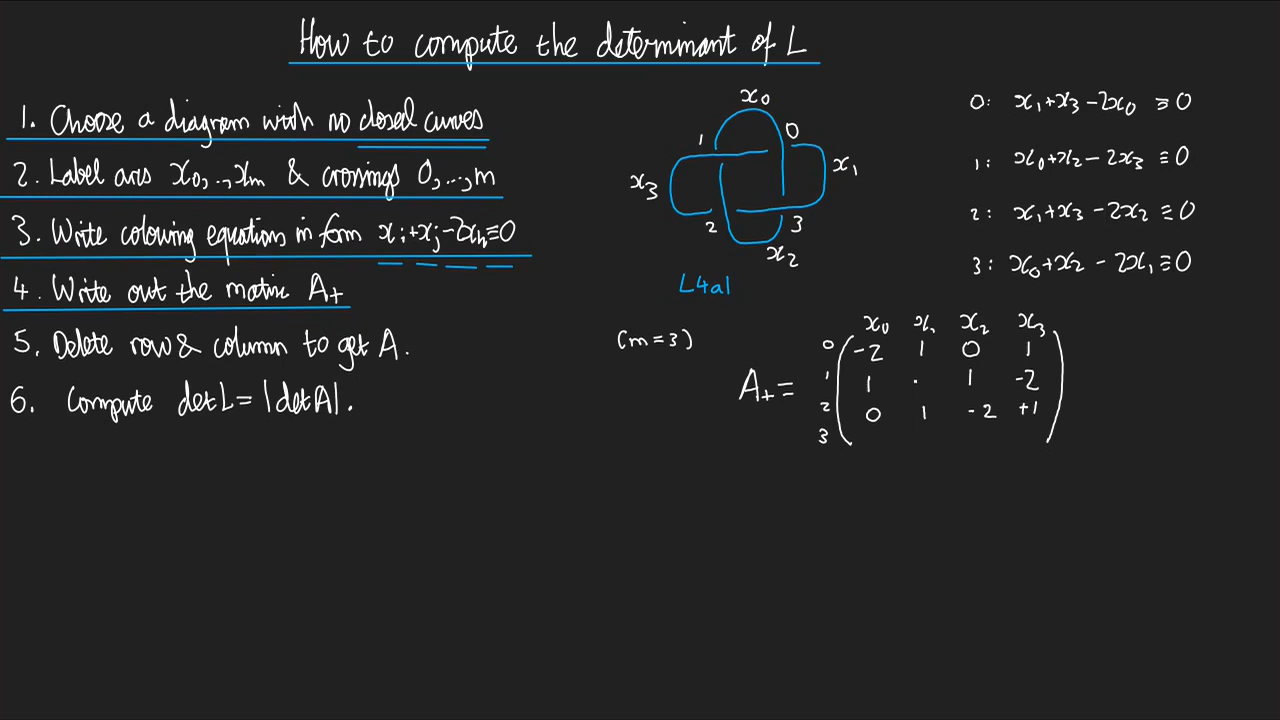 How to compute the determinant of L
1. Choose a diagram with no closed curves
2. Label arcs x₀,..,xₘ & crossings 0,...,m
3. Write colouring equations in form xᵢ+xⱼ-2xₖ≡0
4. Write out the matrix A₊
5. Delete row & column to get A.
6. Compute detL = |detA|.
x₀
1 0
x₃ x₁
2 3
x₂
L4a1
(m=3)
0: x₁+x₃-2x₀ ≡0
1: x₀+x₂-2x₃ ≡0
2: x₁+x₃-2x₂≡0
3: x₀+x₂-2x₁≡0
x₀ x₁ x₂ x₃
0 -2 1 0 1
A₊=
1 1 · 1 -2
2 0 1 -2 +1
3